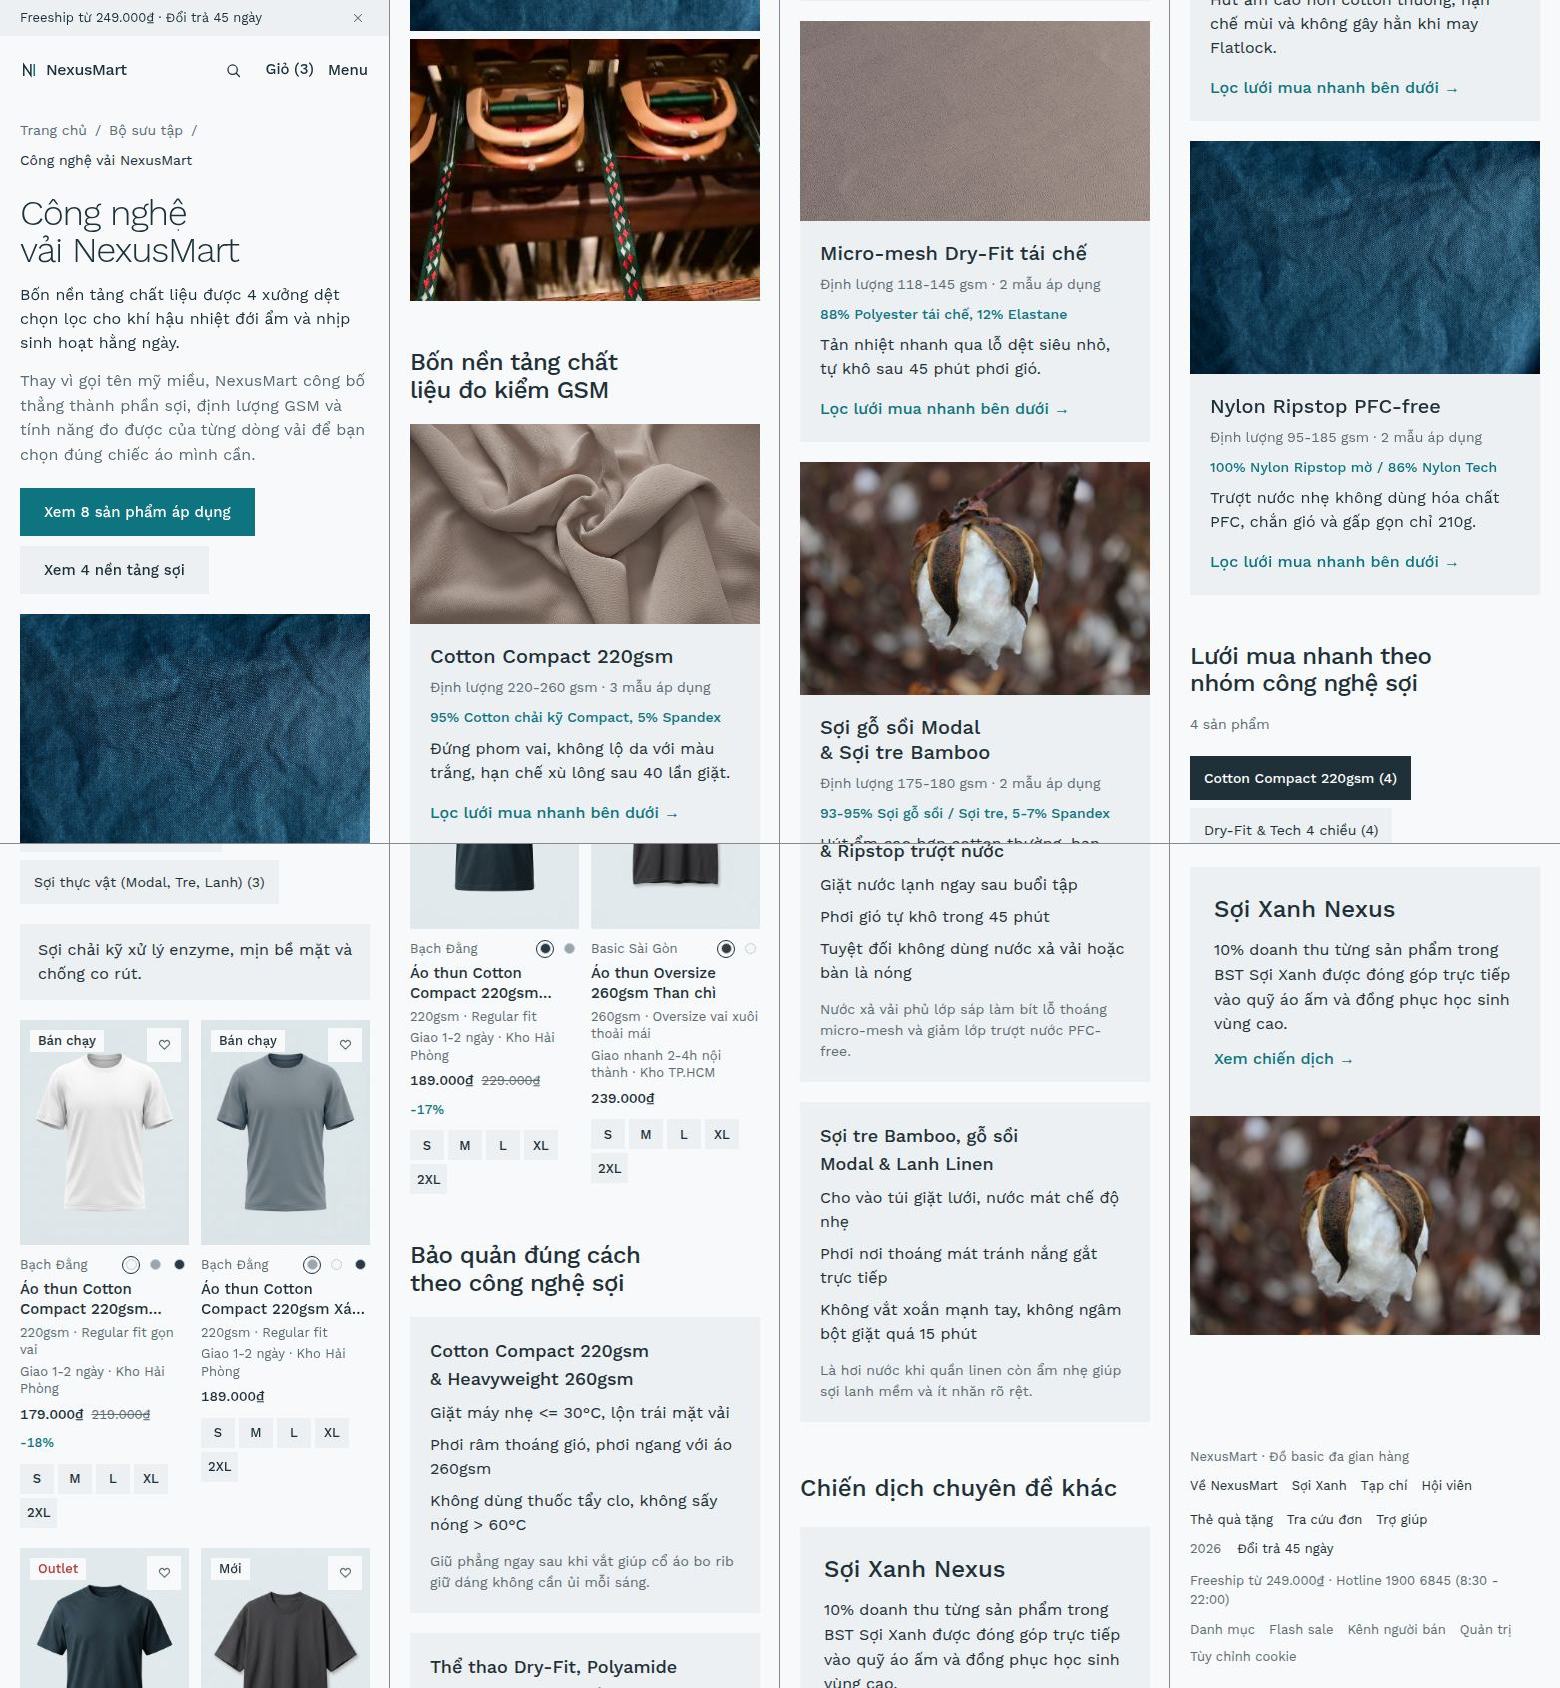 Freeship từ 249.000₫ · Đổi trả 45 ngày
NexusMart
Giỏ (3)
Menu
Trang chủ / Bộ sưu tập /
Công nghệ vải NexusMart
Công nghệ
vải NexusMart
Bốn nền tảng chất liệu được 4 xưởng dệt
chọn lọc cho khí hậu nhiệt đới ẩm và nhịp
sinh hoạt hằng ngày.
Thay vì gọi tên mỹ miều, NexusMart công bố
thẳng thành phần sợi, định lượng GSM và
tính năng đo được của từng dòng vải để bạn
chọn đúng chiếc áo mình cần.
Xem 8 sản phẩm áp dụng
Xem 4 nền tảng sợi
Bốn nền tảng chất
liệu đo kiểm GSM
Cotton Compact 220gsm
Định lượng 220-260 gsm · 3 mẫu áp dụng
95% Cotton chải kỹ Compact, 5% Spandex
Đứng phom vai, không lộ da với màu
trắng, hạn chế xù lông sau 40 lần giặt.
Lọc lưới mua nhanh bên dưới →
Micro-mesh Dry-Fit tái chế
Định lượng 118-145 gsm · 2 mẫu áp dụng
88% Polyester tái chế, 12% Elastane
Tản nhiệt nhanh qua lỗ dệt siêu nhỏ,
tự khô sau 45 phút phơi gió.
Lọc lưới mua nhanh bên dưới →
Sợi gỗ sồi Modal
& Sợi tre Bamboo
Định lượng 175-180 gsm · 2 mẫu áp dụng
93-95% Sợi gỗ sồi / Sợi tre, 5-7% Spandex
Hút ẩm cao hơn cotton thường, hạn
Hút ẩm cao hơn cotton thường, hạn
chế mùi và không gây hằn khi may
Flatlock.
Lọc lưới mua nhanh bên dưới →
Nylon Ripstop PFC-free
Định lượng 95-185 gsm · 2 mẫu áp dụng
100% Nylon Ripstop mờ / 86% Nylon Tech
Trượt nước nhẹ không dùng hóa chất
PFC, chắn gió và gấp gọn chỉ 210g.
Lọc lưới mua nhanh bên dưới →
Lưới mua nhanh theo
nhóm công nghệ sợi
4 sản phẩm
Cotton Compact 220gsm (4)
Dry-Fit & Tech 4 chiều (4)
Sợi thực vật (Modal, Tre, Lanh) (3)
Sợi chải kỹ xử lý enzyme, mịn bề mặt và
chống co rút.
Bán chạy
Bạch Đằng
Áo thun Cotton
Compact 220gsm...
220gsm · Regular fit gọn
vai
Giao 1-2 ngày · Kho Hải
Phòng
179.000₫ 219.000₫
-18%
S M L XL
2XL
Bán chạy
Bạch Đằng
Áo thun Cotton
Compact 220gsm Xá...
220gsm · Regular fit
Giao 1-2 ngày · Kho Hải
Phòng
189.000₫
S M L XL
2XL
Outlet
Mới
Bạch Đằng
Áo thun Cotton
Compact 220gsm...
220gsm · Regular fit
Giao 1-2 ngày · Kho Hải
Phòng
189.000₫ 229.000₫
-17%
S M L XL
2XL
Basic Sài Gòn
Áo thun Oversize
260gsm Than chì
260gsm · Oversize vai xuôi
thoải mái
Giao nhanh 2-4h nội
thành · Kho TP.HCM
239.000₫
S M L XL
2XL
Bảo quản đúng cách
theo công nghệ sợi
Cotton Compact 220gsm
& Heavyweight 260gsm
Giặt máy nhẹ <= 30°C, lộn trái mặt vải
Phơi râm thoáng gió, phơi ngang với áo
260gsm
Không dùng thuốc tẩy clo, không sấy
nóng > 60°C
Giũ phẳng ngay sau khi vắt giúp cổ áo bo rib
giữ dáng không cần ủi mỗi sáng.
Thể thao Dry-Fit, Polyamide
& Ripstop trượt nước
Giặt nước lạnh ngay sau buổi tập
Phơi gió tự khô trong 45 phút
Tuyệt đối không dùng nước xả vải hoặc
bàn là nóng
Nước xả vải phủ lớp sáp làm bít lỗ thoáng
micro-mesh và giảm lớp trượt nước PFC-
free.
Sợi tre Bamboo, gỗ sồi
Modal & Lanh Linen
Cho vào túi giặt lưới, nước mát chế độ
nhẹ
Phơi nơi thoáng mát tránh nắng gắt
trực tiếp
Không vắt xoắn mạnh tay, không ngâm
bột giặt quá 15 phút
Là hơi nước khi quần linen còn ẩm nhẹ giúp
sợi lanh mềm và ít nhăn rõ rệt.
Chiến dịch chuyên đề khác
Sợi Xanh Nexus
10% doanh thu từng sản phẩm trong
BST Sợi Xanh được đóng góp trực tiếp
vào quỹ áo ấm và đồng phục học sinh
vùng cao.
Sợi Xanh Nexus
10% doanh thu từng sản phẩm trong
BST Sợi Xanh được đóng góp trực tiếp
vào quỹ áo ấm và đồng phục học sinh
vùng cao.
Xem chiến dịch →
NexusMart · Đồ basic đa gian hàng
Về NexusMart Sợi Xanh Tạp chí Hội viên
Thẻ quà tặng Tra cứu đơn Trợ giúp
2026 Đổi trả 45 ngày
Freeship từ 249.000₫ · Hotline 1900 6845 (8:30 -
22:00)
Danh mục Flash sale Kênh người bán Quản trị
Tùy chỉnh cookie